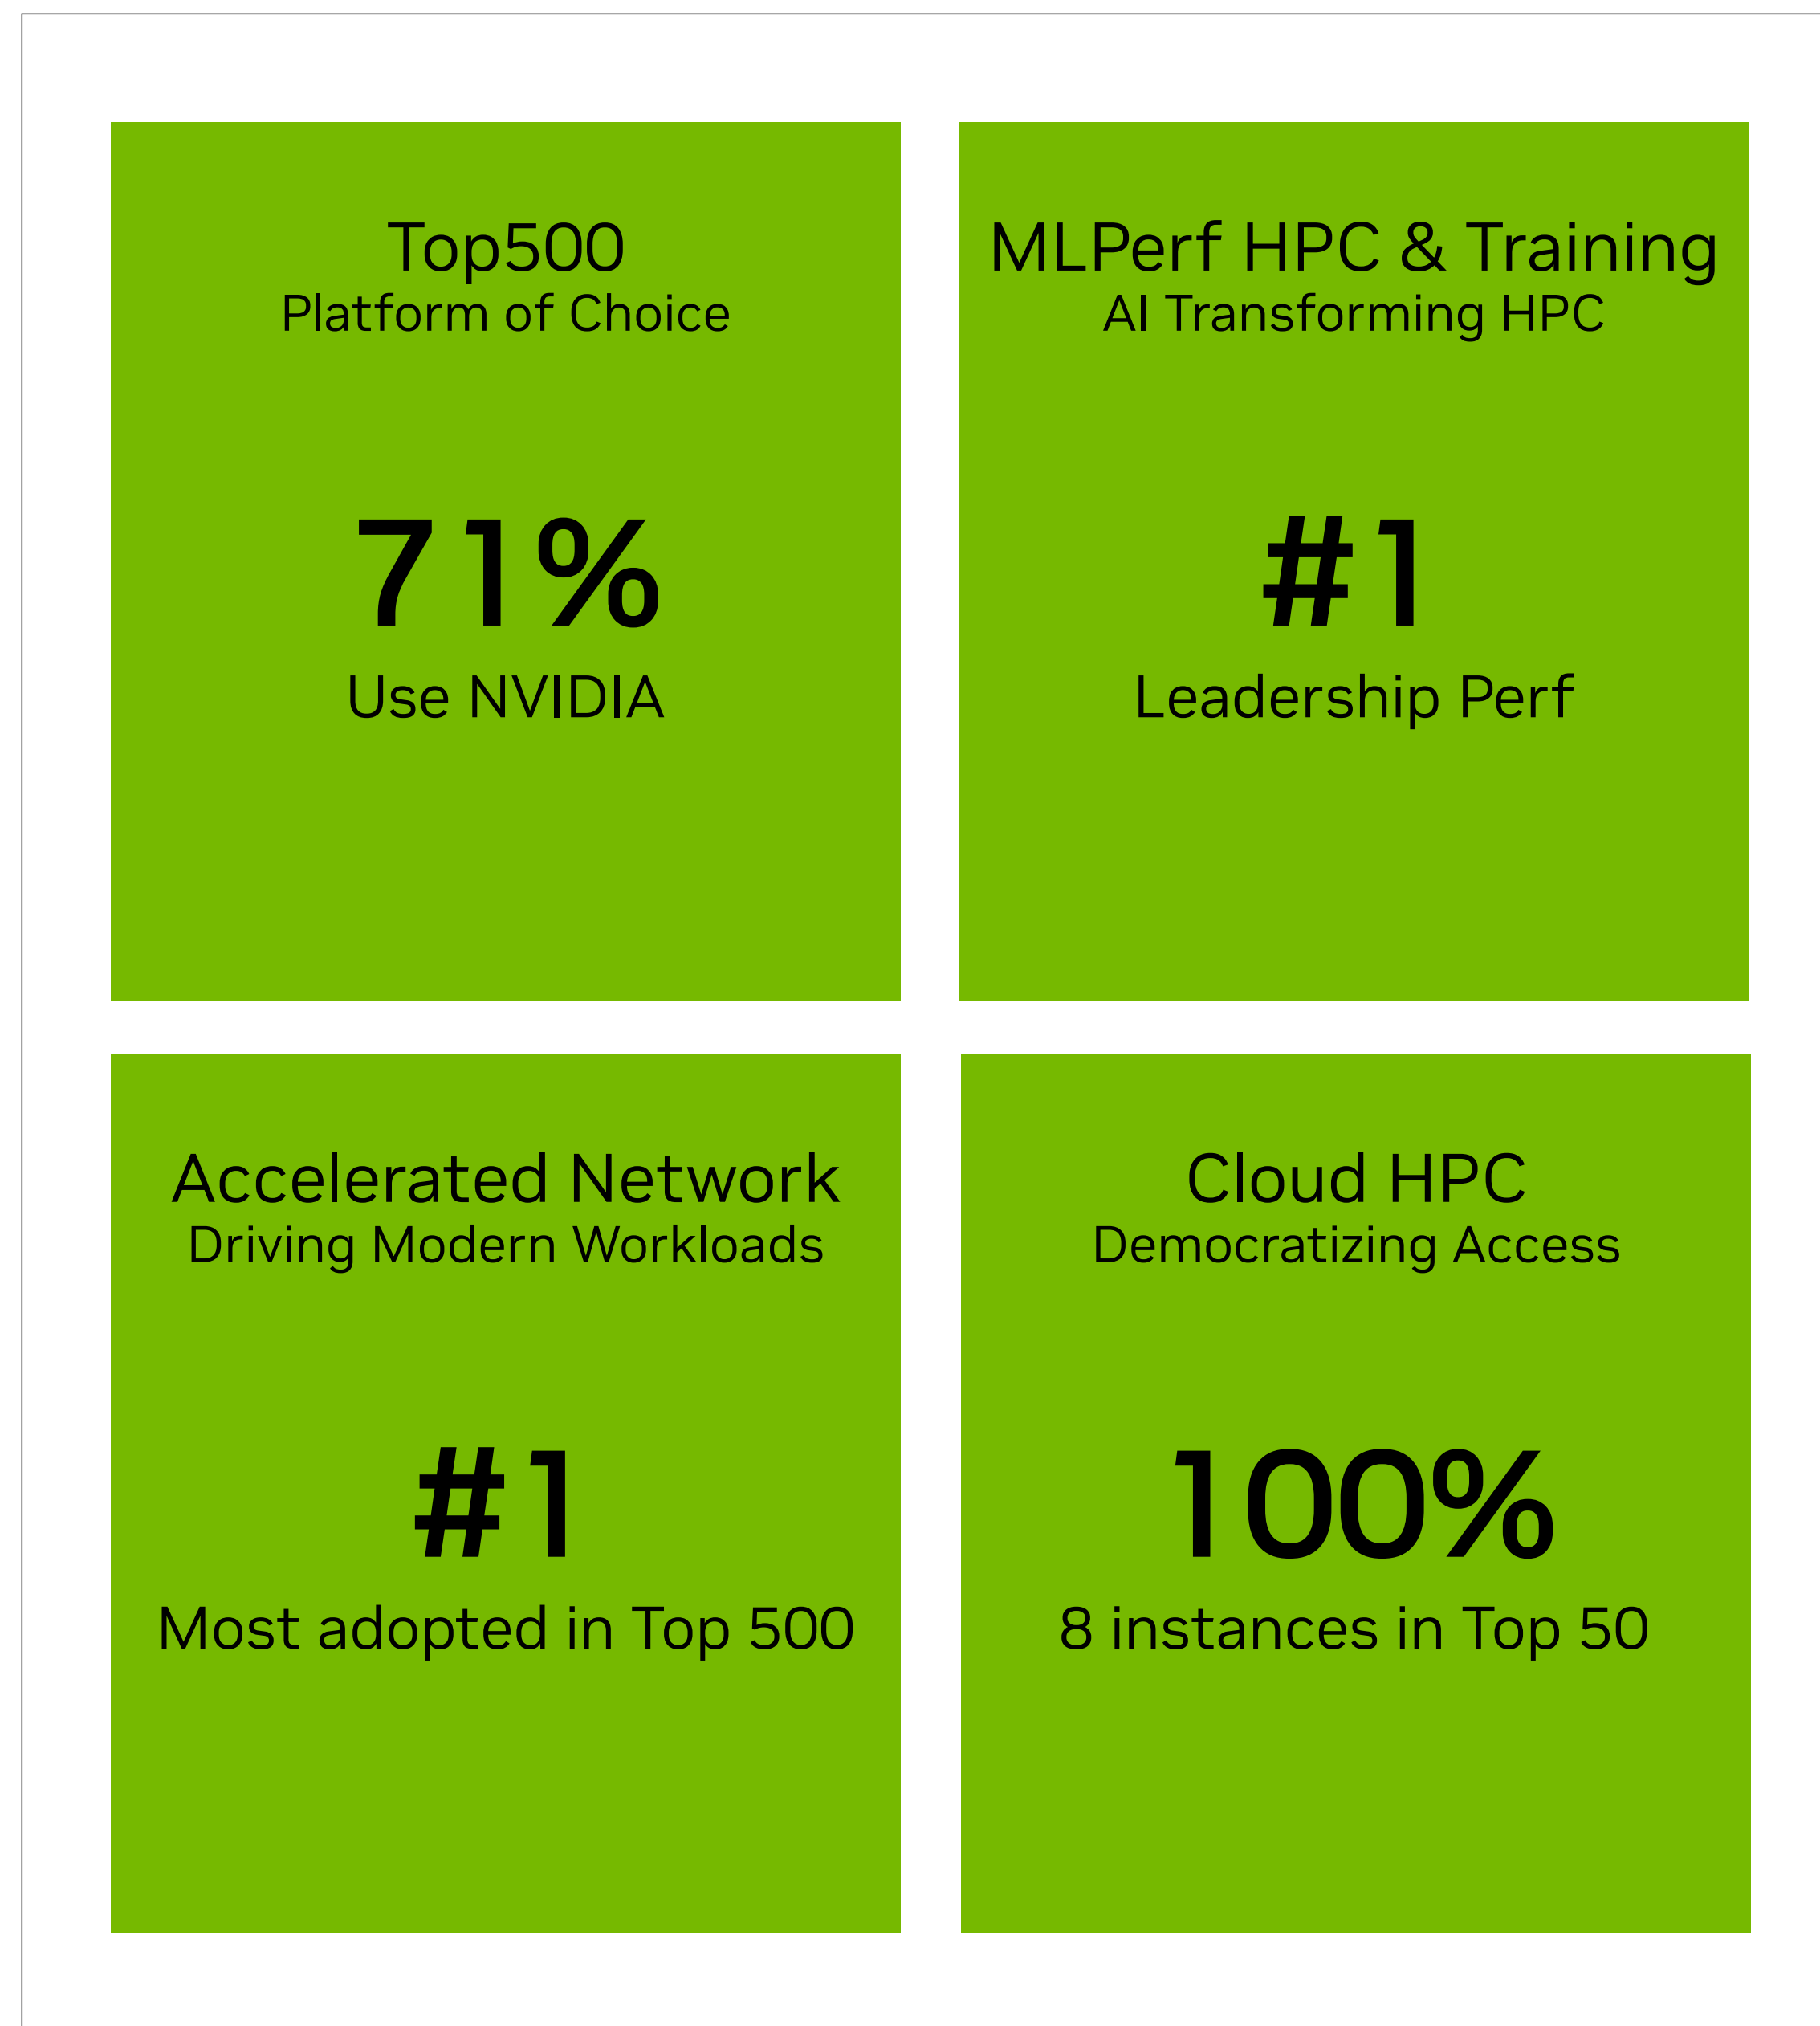 Top500
Platform of Choice
71%
Use NVIDIA
MLPerf HPC & Training
AI Transforming HPC
#1
Leadership Perf
Accelerated Network
Driving Modern Workloads
#1
Most adopted in Top 500
Cloud HPC
Democratizing Access
100%
8 instances in Top 50